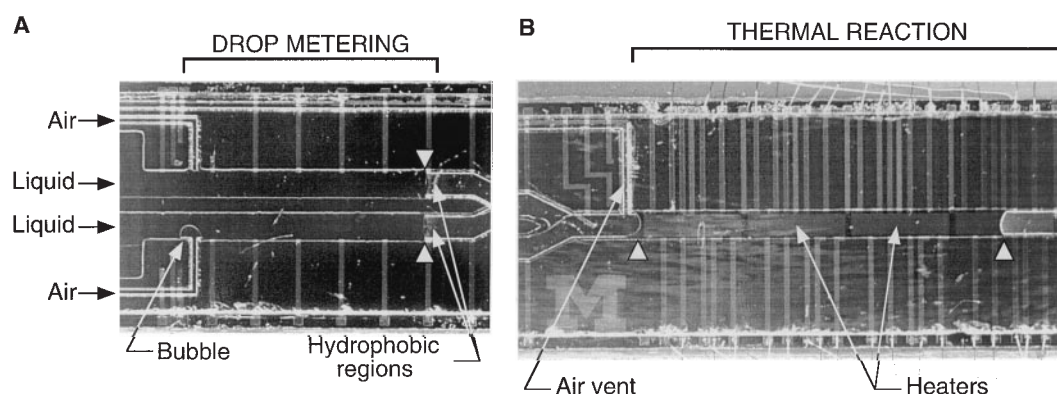 A
DROP METERING
Air
Liquid
Liquid
Air
Bubble
Hydrophobic
regions
B
THERMAL REACTION
M
Air vent
Heaters